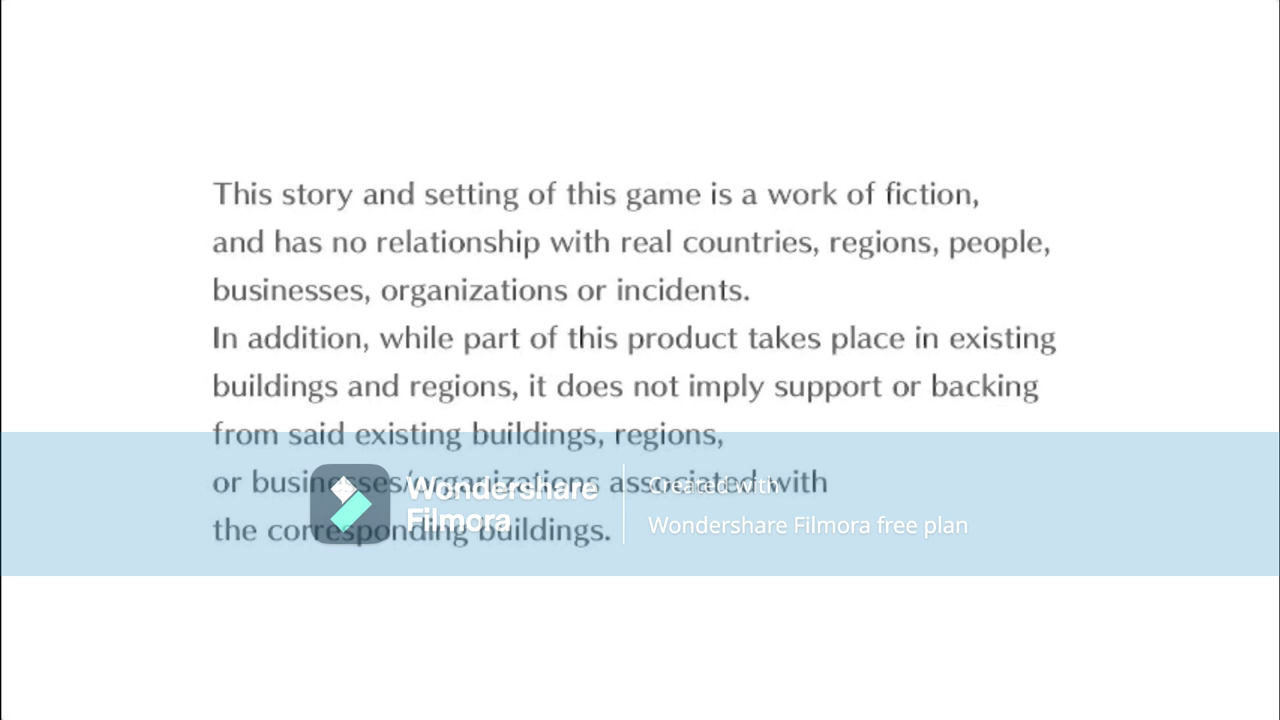 This story and setting of this game is a work of fiction,
and has no relationship with real countries, regions, people,
businesses, organizations or incidents.
In addition, while part of this product takes place in existing
buildings and regions, it does not imply support or backing
from said existing buildings, regions,
or businesses/organizations associated with
the corresponding buildings.
Wondershare
Filmora
Created with
Wondershare Filmora free plan